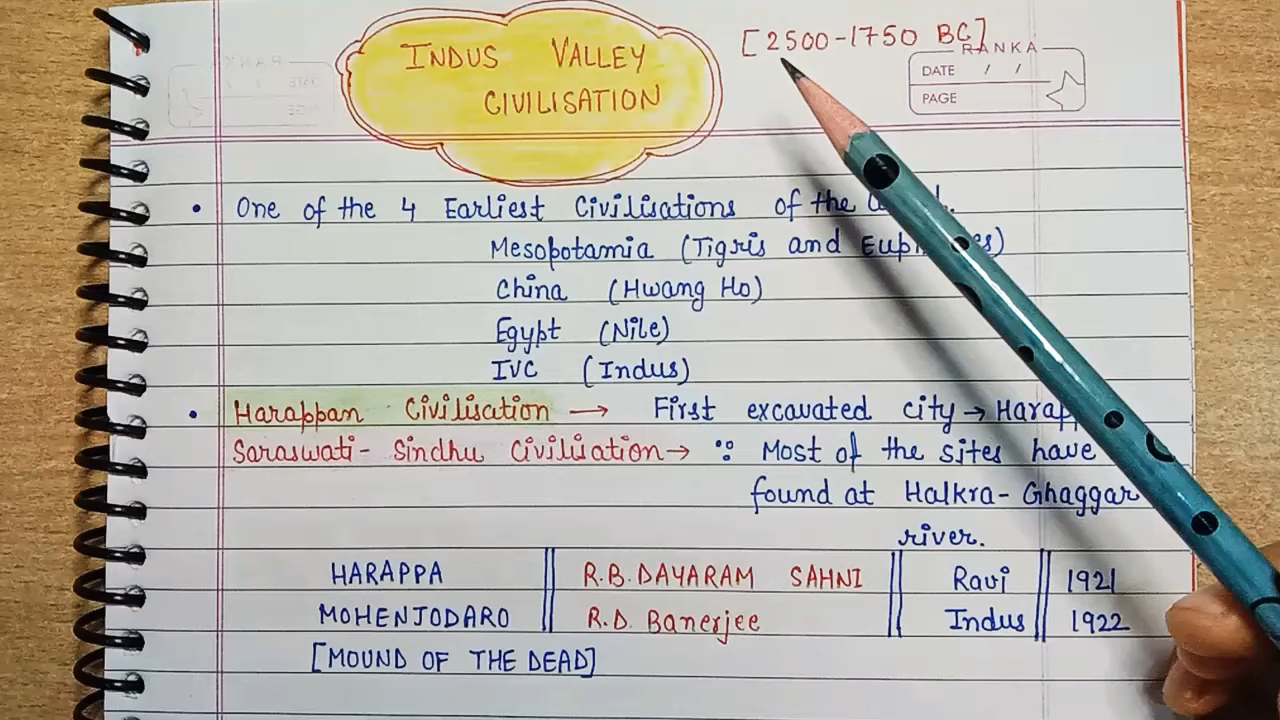 INDUS VALLEY
CIVILISATION
[2500-1750 BC]
RANKA
DATE / /
PAGE
• One of the 4 Earliest Civilisations of the
Mesopotamia (Tigris and
China (Hwang Ho)
Egypt (Nile)
IVC (Indus)
• Harappan Civilisation → First excavated city →
Saraswati- Sindhu Civilisation → ∵ Most of the sites have
found at Halkra- Ghaggar
river.
HARAPPA R.B. DAYARAM SAHNI Ravi 1921
MOHENJODARO R.D. Banerjee Indus 1922
[MOUND OF THE DEAD]